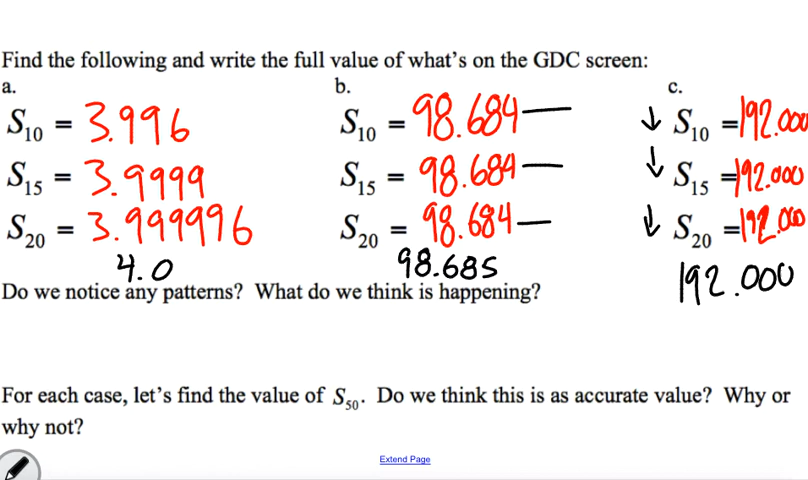 Find the following and write the full value of what's on the GDC screen:
a. b. c.
S10 = 3.996 S10 = 98.684— ↓ S10 = 192.000
S15 = 3.9999 S15 = 98.684— ↓ S15 = 192.000
S20 = 3.999996 S20 = 98.684— ↓ S20 = 192.000
4.0 98.685 192.000
Do we notice any patterns? What do we think is happening?
For each case, let's find the value of S50. Do we think this is as accurate value? Why or
why not?
Extend Page